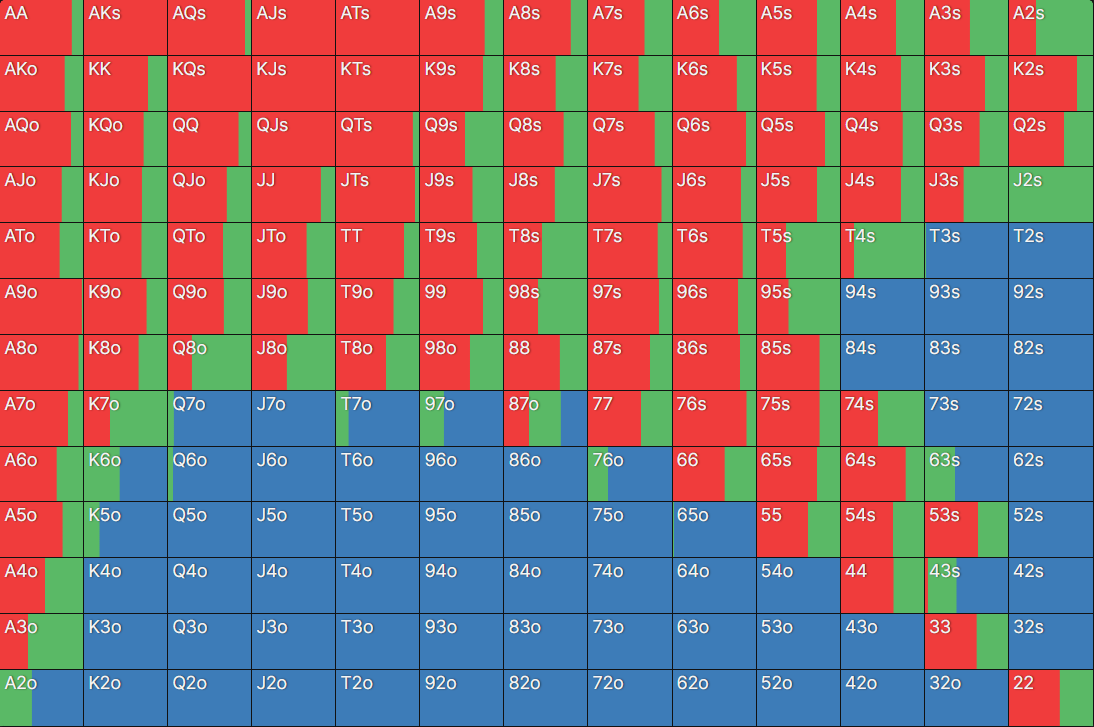 AA AKs AQs AJs ATs A9s A8s A7s A6s A5s A4s A3s A2s
AKo KK KQs KJs KTs K9s K8s K7s K6s K5s K4s K3s K2s
AQo KQo QQ QJs QTs Q9s Q8s Q7s Q6s Q5s Q4s Q3s Q2s
AJo KJo QJo JJ JTs J9s J8s J7s J6s J5s J4s J3s J2s
ATo KTo QTo JTo TT T9s T8s T7s T6s T5s T4s T3s T2s
A9o K9o Q9o J9o T9o 99 98s 97s 96s 95s 94s 93s 92s
A8o K8o Q8o J8o T8o 98o 88 87s 86s 85s 84s 83s 82s
A7o K7o Q7o J7o T7o 97o 87o 77 76s 75s 74s 73s 72s
A6o K6o Q6o J6o T6o 96o 86o 76o 66 65s 64s 63s 62s
A5o K5o Q5o J5o T5o 95o 85o 75o 65o 55 54s 53s 52s
A4o K4o Q4o J4o T4o 94o 84o 74o 64o 54o 44 43s 42s
A3o K3o Q3o J3o T3o 93o 83o 73o 63o 53o 43o 33 32s
A2o K2o Q2o J2o T2o 92o 82o 72o 62o 52o 42o 32o 22